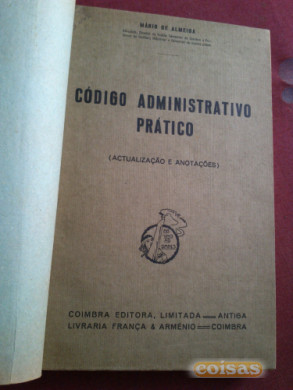 MÁRIO DE ALMEIDA
CÓDIGO ADMINISTRATIVO
PRÁTICO
(ACTUALIZAÇÃO E ANOTAÇÕES)
COIMBRA EDITORA, LIMITADA — ANTIGA
LIVRARIA FRANÇA & ARMÉNIO — COIMBRA
coisas